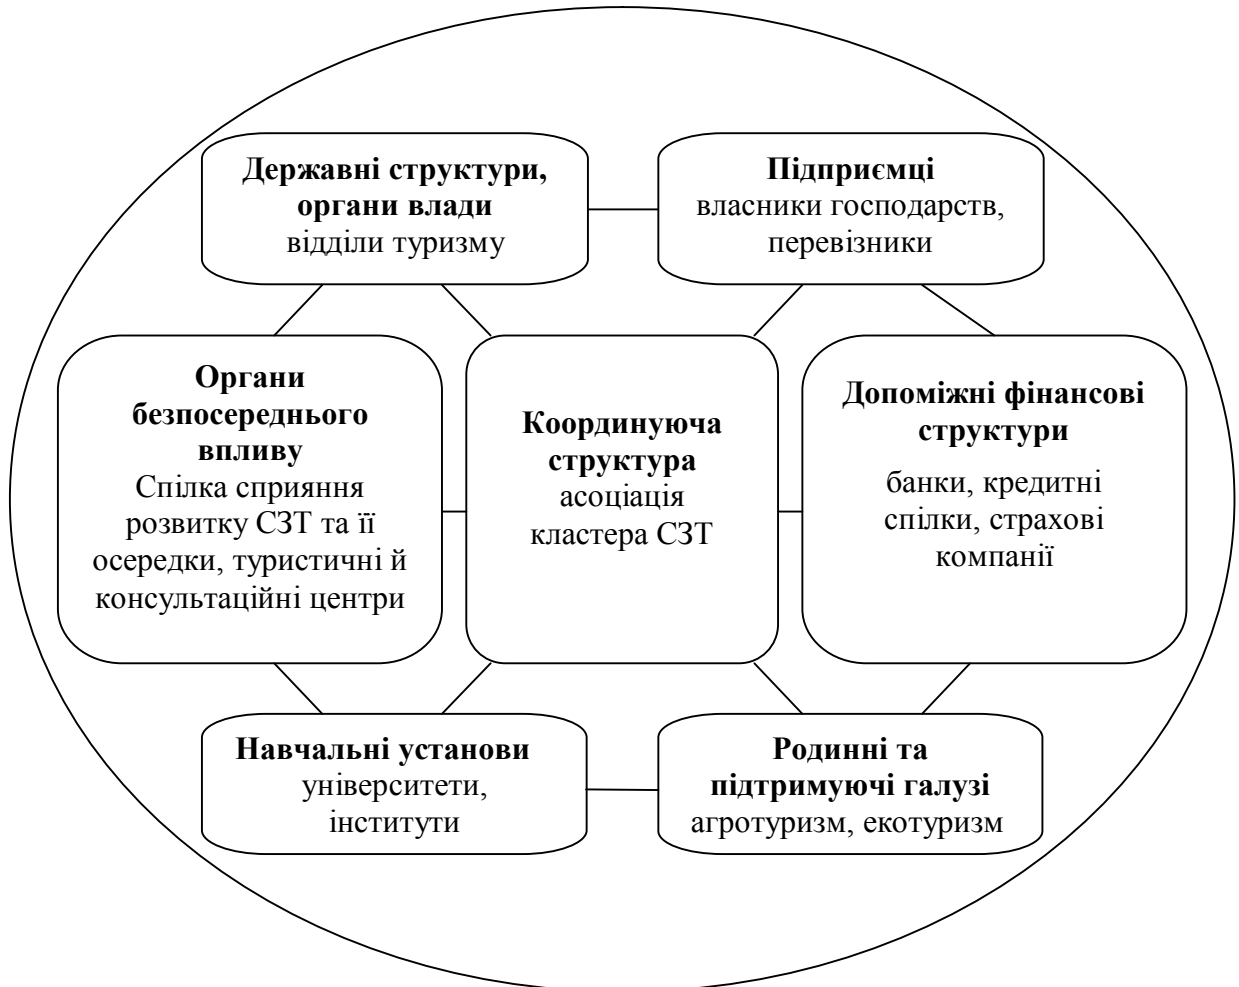 Державні структури,
органи влади
відділи туризму
Підприємці
власники господарств,
перевізники
Органи
безпосереднього
впливу
Спілка сприяння
розвитку СЗТ та її
осередки, туристичні й
консультаційні центри
Координуюча
структура
асоціація
кластера СЗТ
Допоміжні фінансові
структури
банки, кредитні
спілки, страхові
компанії
Навчальні установи
університети,
інститути
Родинні та
підтримуючі галузі
агротуризм, екотуризм